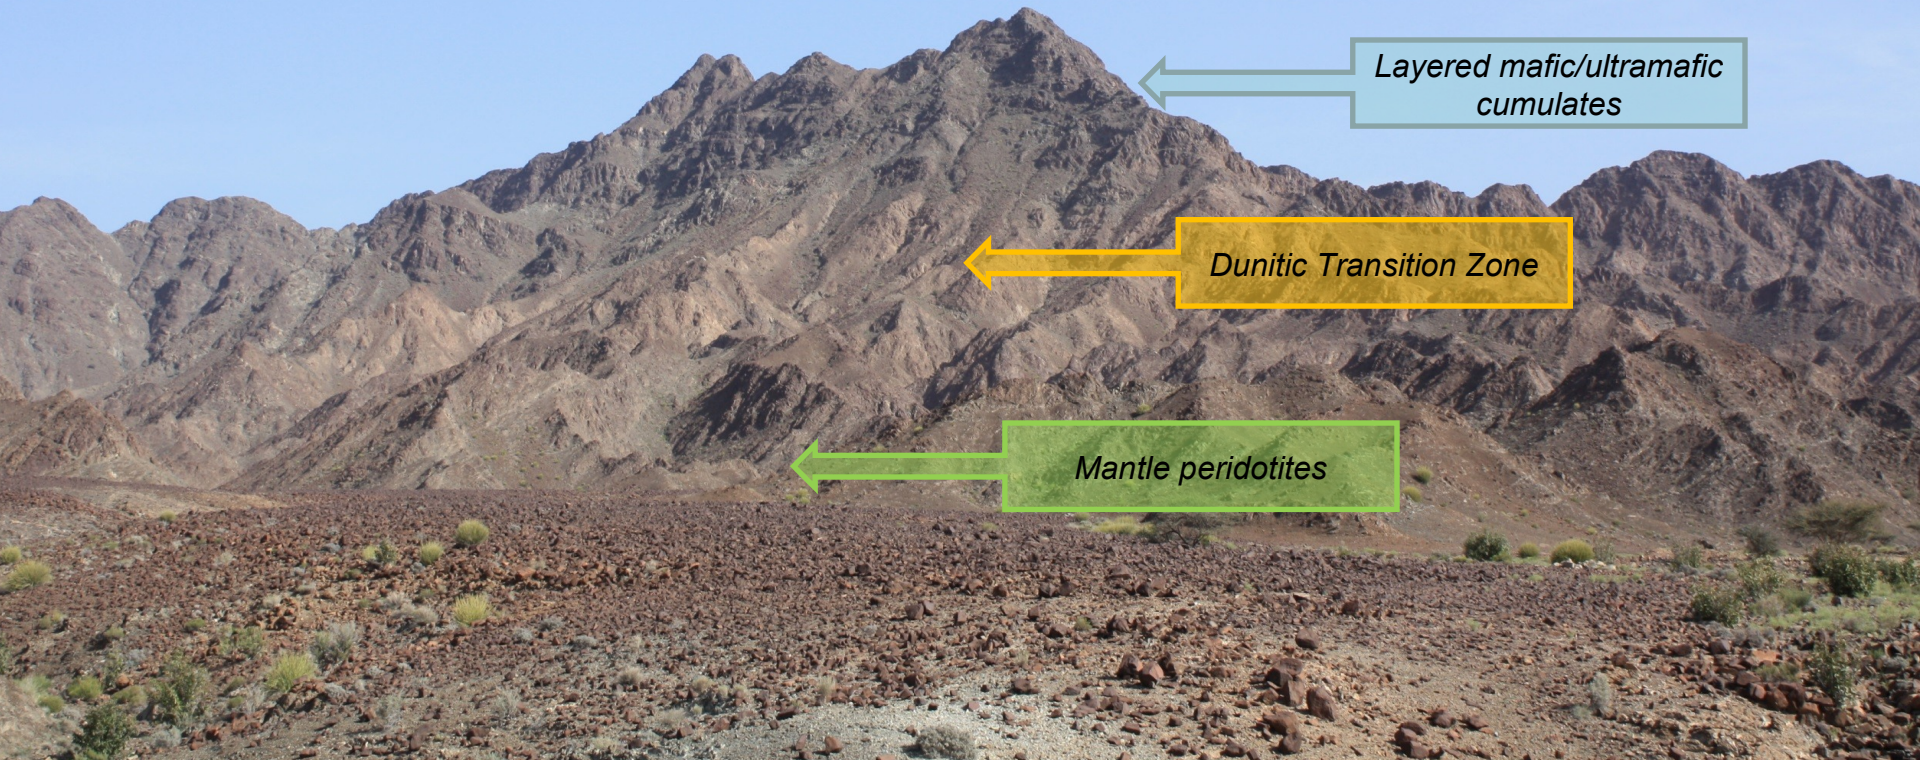 Layered mafic/ultramafic
cumulates
Dunitic Transition Zone
Mantle peridotites